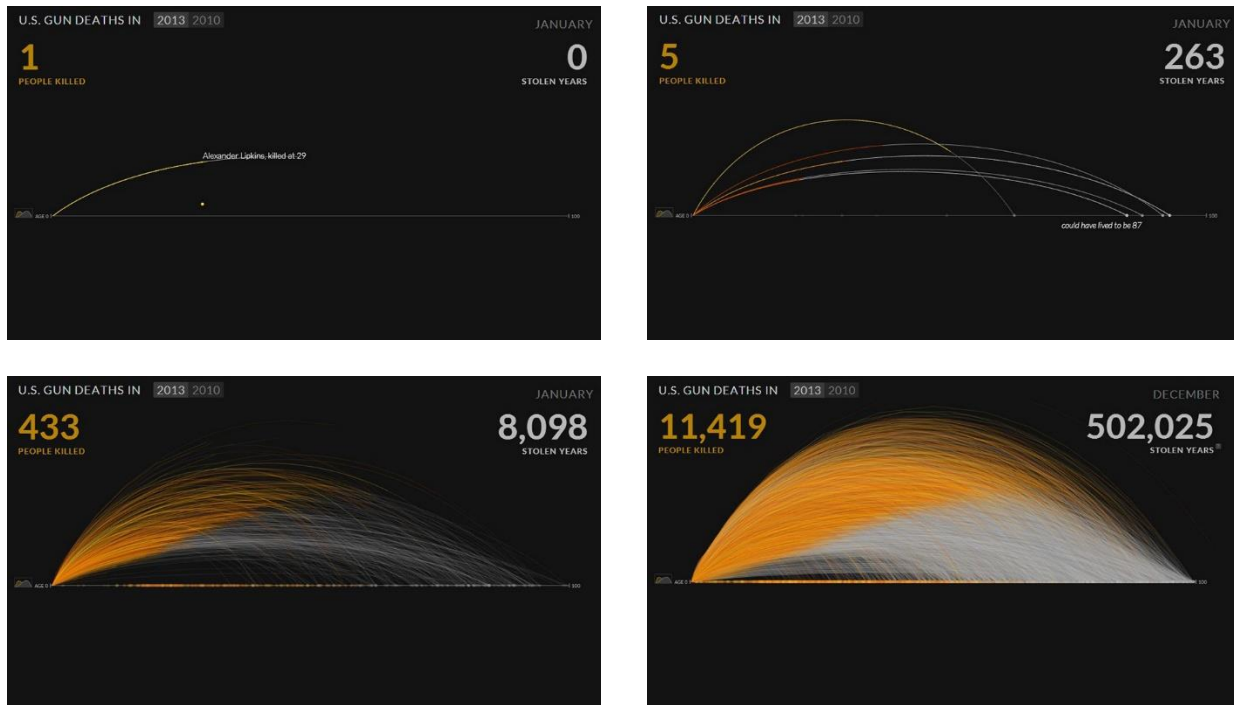 U.S. GUN DEATHS IN 2013 2010
JANUARY
1
PEOPLE KILLED
0
STOLEN YEARS
Alexander Lipkins, killed at 29
AGE 0
100
U.S. GUN DEATHS IN 2013 2010
JANUARY
5
PEOPLE KILLED
263
STOLEN YEARS
AGE 0
100
could have lived to be 87
U.S. GUN DEATHS IN 2013 2010
JANUARY
433
PEOPLE KILLED
8,098
STOLEN YEARS
AGE 0
100
U.S. GUN DEATHS IN 2013 2010
DECEMBER
11,419
PEOPLE KILLED
502,025
STOLEN YEARS
AGE 0
100